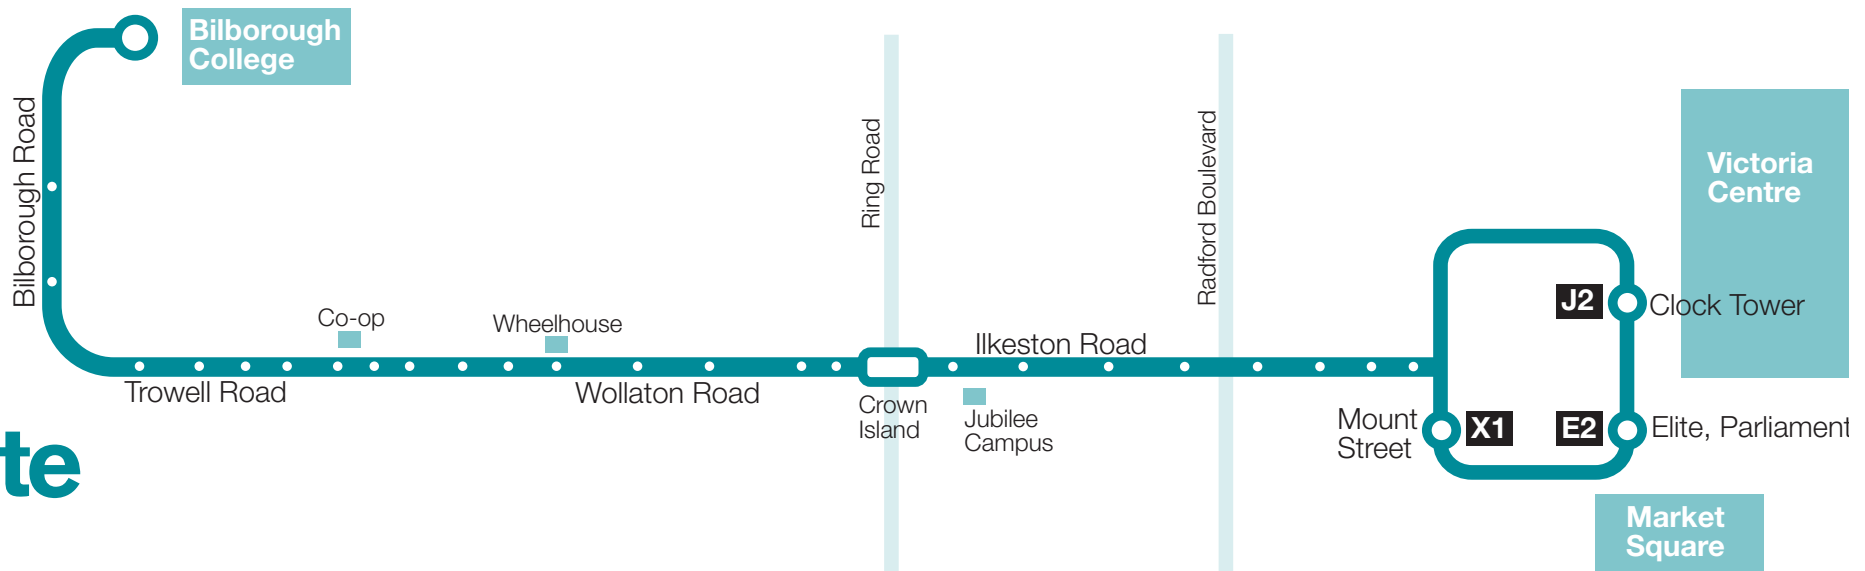 Bilborough
College
Bilborough Road
Ring Road
Radford Boulevard
Victoria
Centre
Co-op
Wheelhouse
J2
Clock Tower
Ilkeston Road
Trowell Road
Wollaton Road
Crown
Island
Jubilee
Campus
Mount
Street
X1
E2
Elite, Parliament
te
Market
Square